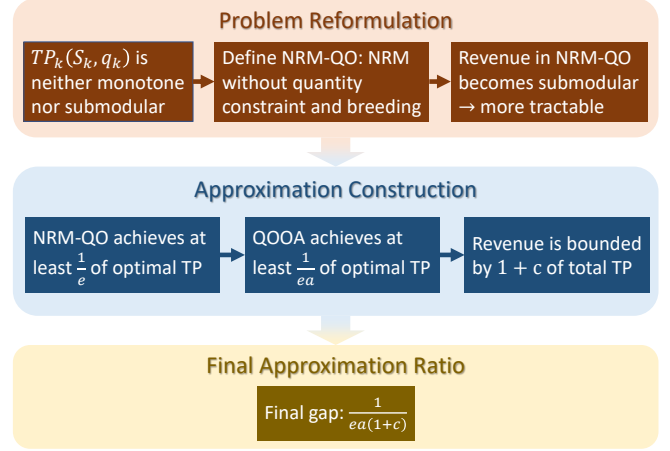 Problem Reformulation
TP_k(S_k, q_k) is
neither monotone
nor submodular
Define NRM-QO: NRM
without quantity
constraint and breeding
Revenue in NRM-QO
becomes submodular
→ more tractable
Approximation Construction
NRM-QO achieves at
least 1/e of optimal TP
QOOA achieves at
least 1/ea of optimal TP
Revenue is bounded
by 1 + c of total TP
Final Approximation Ratio
Final gap: 1/ea(1+c)